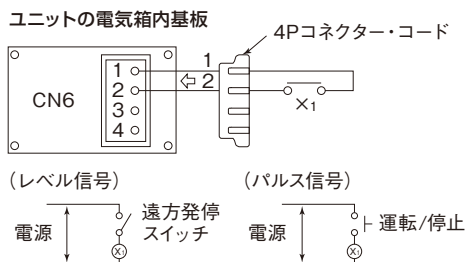 ユニットの電気箱内基板
4Pコネクター・コード
CN6
1
2
3
4
1
2
X1
(レベル信号)
電源
遠方発停
スイッチ
X1
(パルス信号)
電源
運転/停止
X1